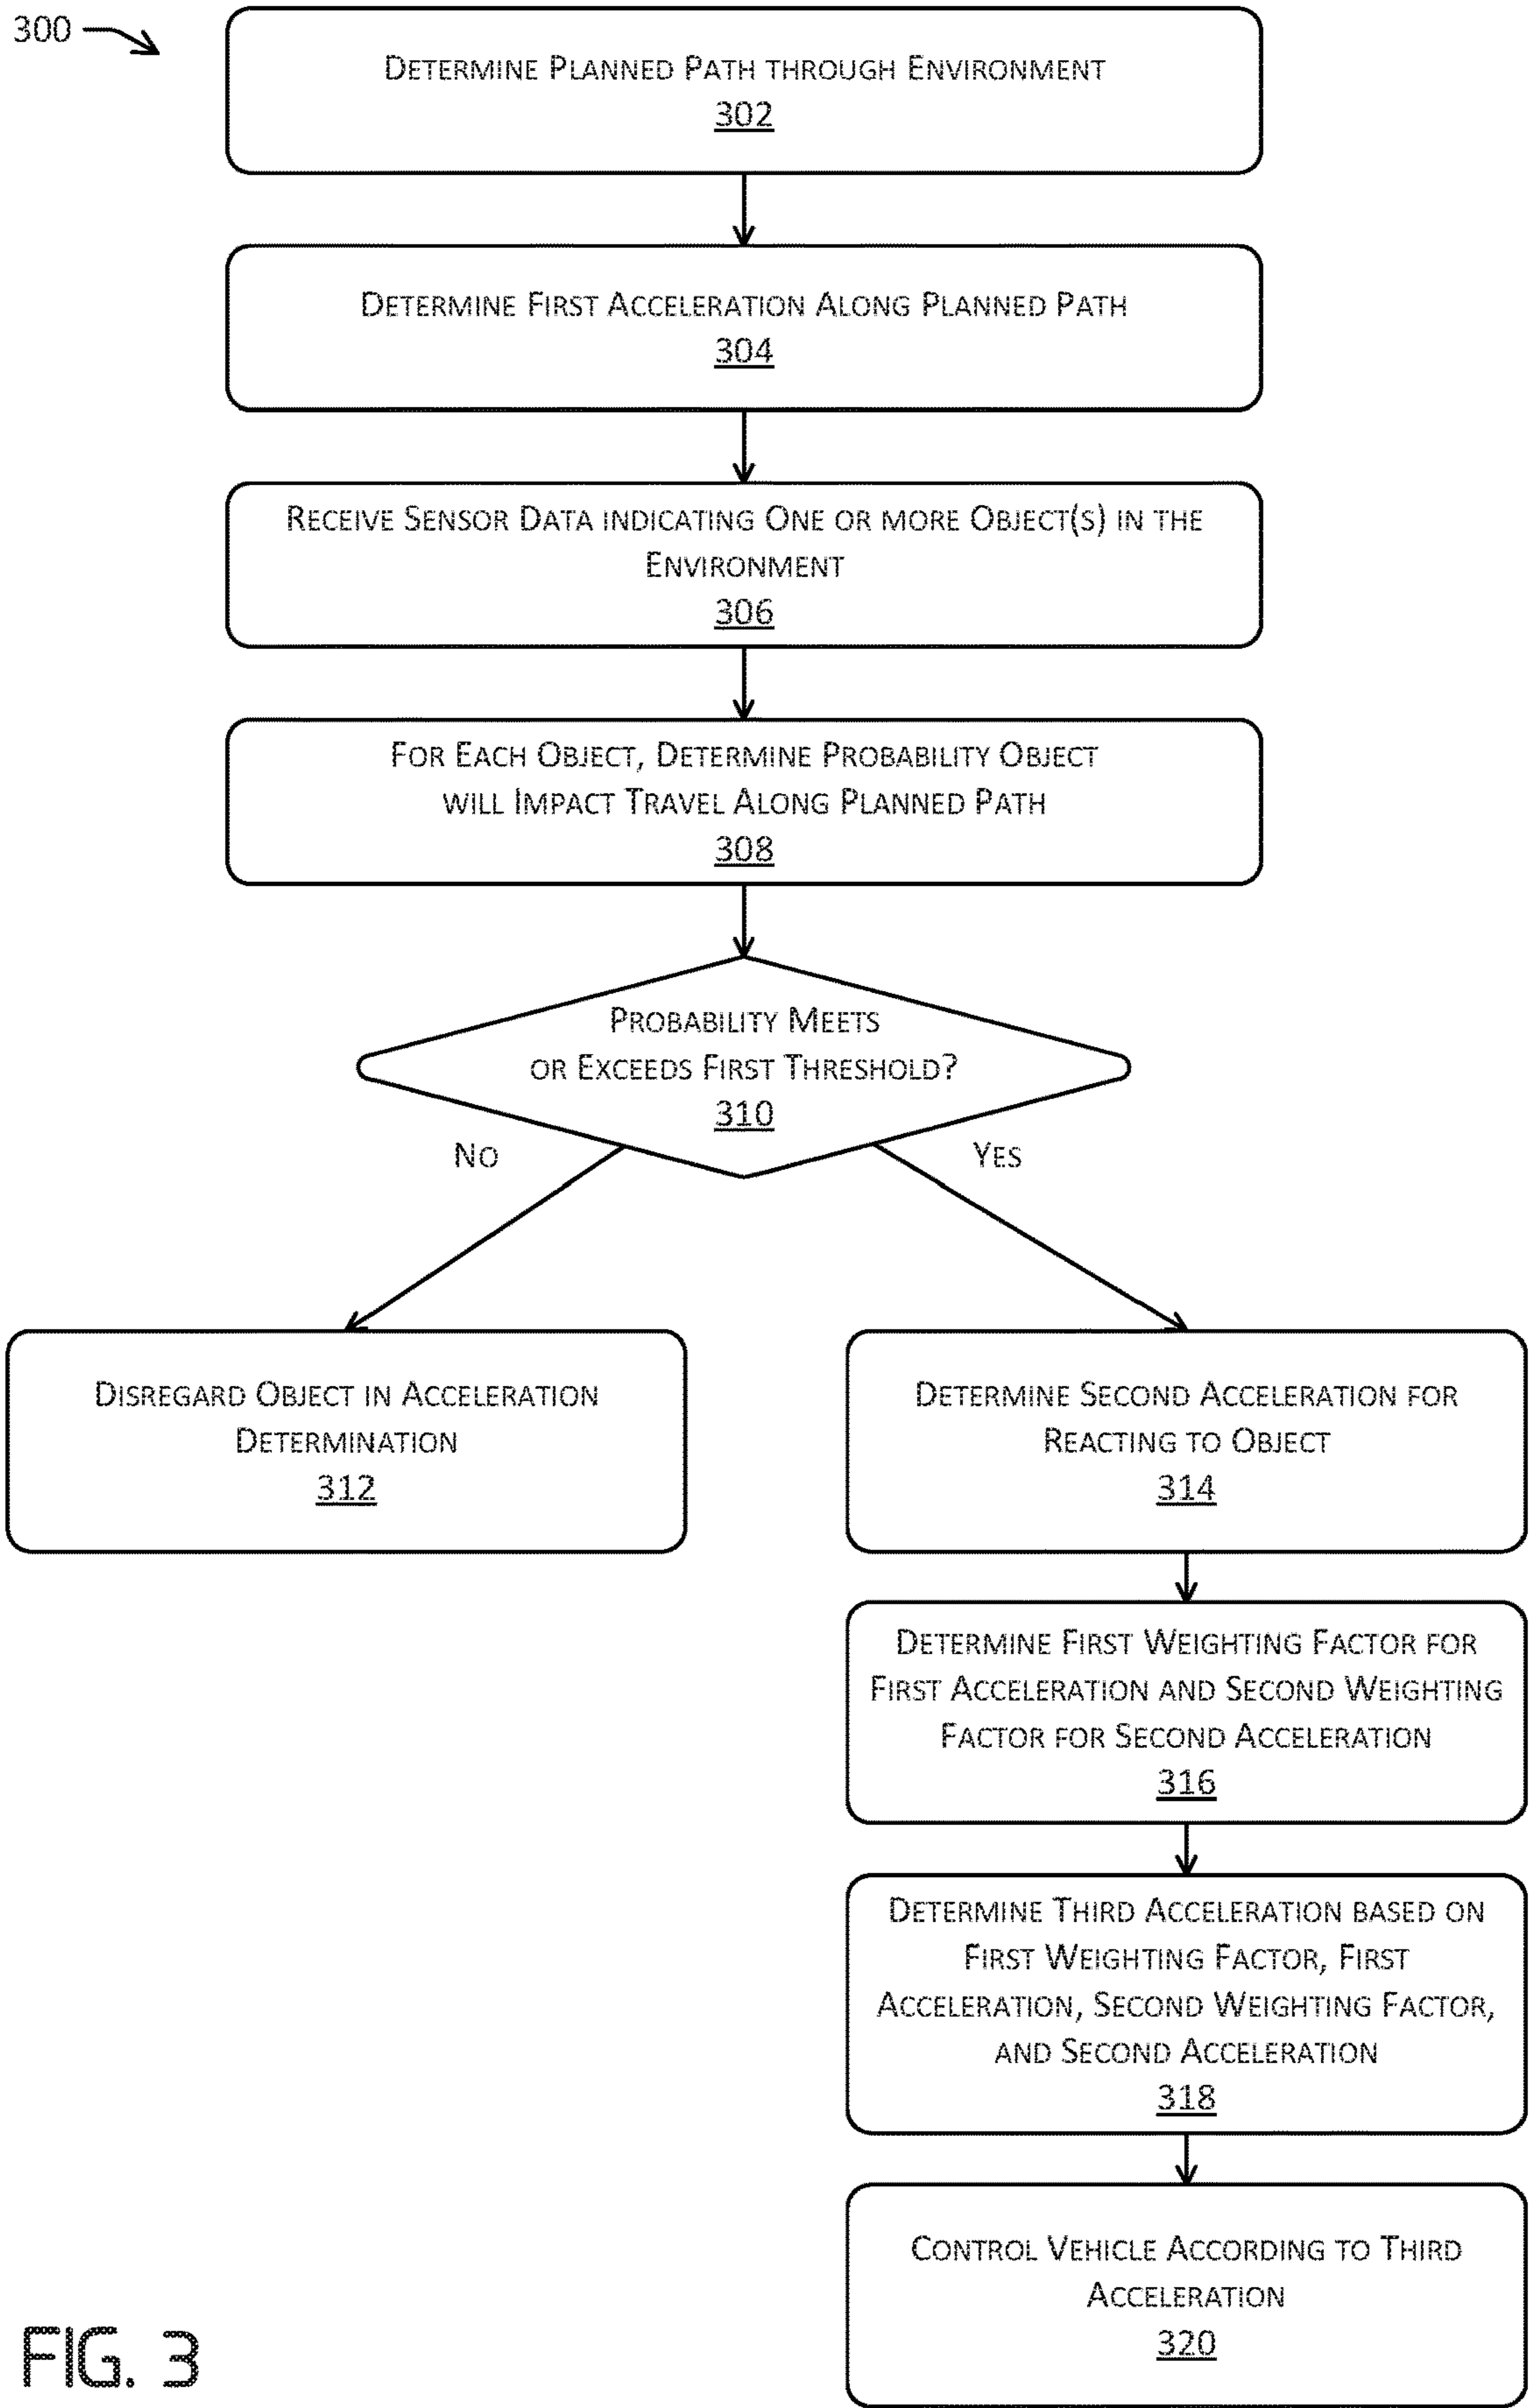 300
DETERMINE PLANNED PATH THROUGH ENVIRONMENT
302
DETERMINE FIRST ACCELERATION ALONG PLANNED PATH
304
RECEIVE SENSOR DATA INDICATING ONE OR MORE OBJECT(S) IN THE
ENVIRONMENT
306
FOR EACH OBJECT, DETERMINE PROBABILITY OBJECT
WILL IMPACT TRAVEL ALONG PLANNED PATH
308
PROBABILITY MEETS
OR EXCEEDS FIRST THRESHOLD?
310
NO
YES
DISREGARD OBJECT IN ACCELERATION
DETERMINATION
312
DETERMINE SECOND ACCELERATION FOR
REACTING TO OBJECT
314
DETERMINE FIRST WEIGHTING FACTOR FOR
FIRST ACCELERATION AND SECOND WEIGHTING
FACTOR FOR SECOND ACCELERATION
316
DETERMINE THIRD ACCELERATION BASED ON
FIRST WEIGHTING FACTOR, FIRST
ACCELERATION, SECOND WEIGHTING FACTOR,
AND SECOND ACCELERATION
318
CONTROL VEHICLE ACCORDING TO THIRD
ACCELERATION
320
FIG. 3